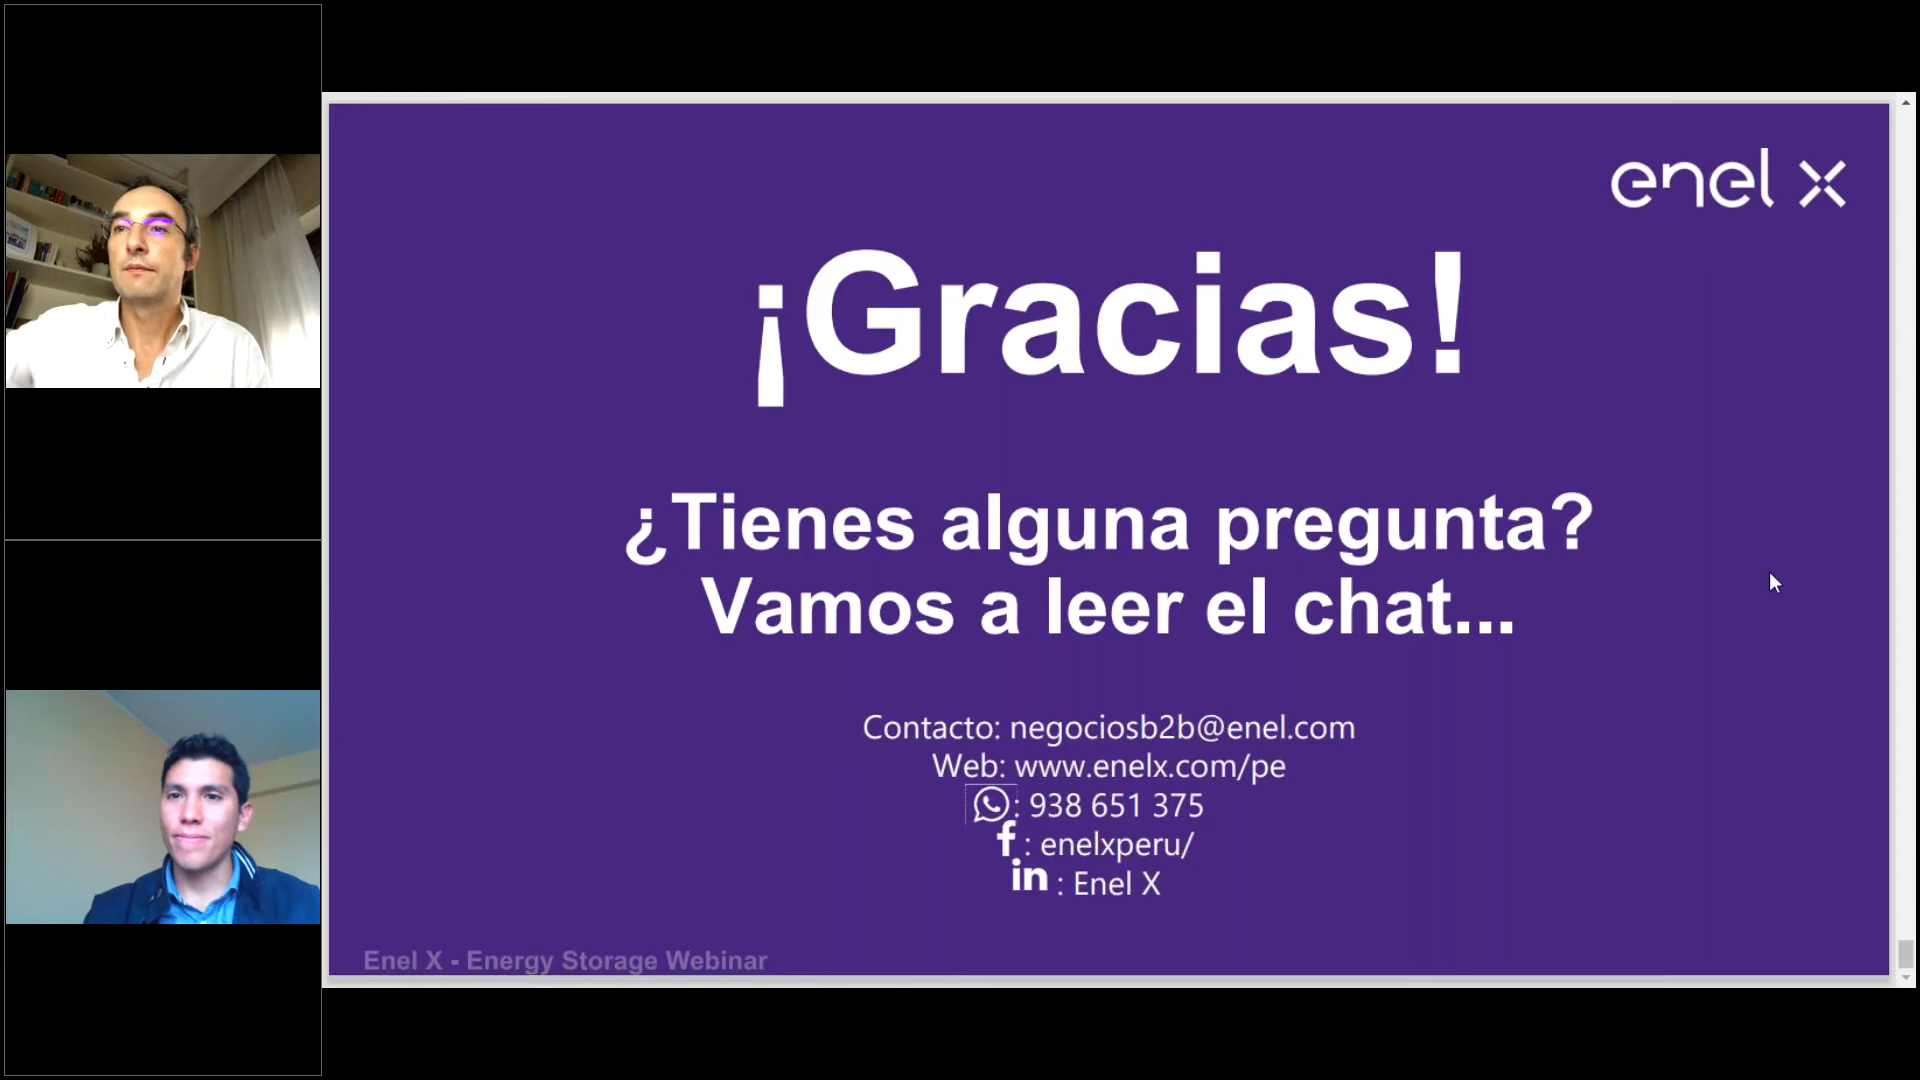 enel x
¡Gracias!
¿Tienes alguna pregunta?
Vamos a leer el chat...
Contacto: negociosb2b@enel.com
Web: www.enelx.com/pe
: 938 651 375
f : enelxperu/
in : Enel X
Enel X - Energy Storage Webinar